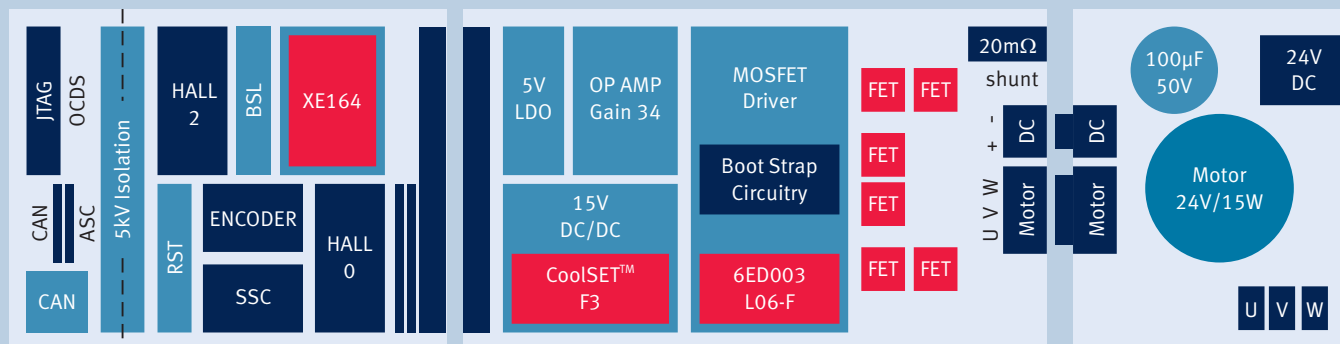 JTAG
OCDS
CAN
ASC
CAN
5kV Isolation
HALL
2
BSL
XE164
RST
ENCODER
SSC
HALL
0
5V
LDO
OP AMP
Gain 34
15V
DC/DC
CoolSET™
F3
MOSFET
Driver
Boot Strap
Circuitry
6ED003
L06-F
FET
FET
FET
FET
FET
FET
20mΩ
shunt
+ -
DC
DC
U V W
Motor
Motor
100µF
50V
24V
DC
Motor
24V/15W
U
V
W